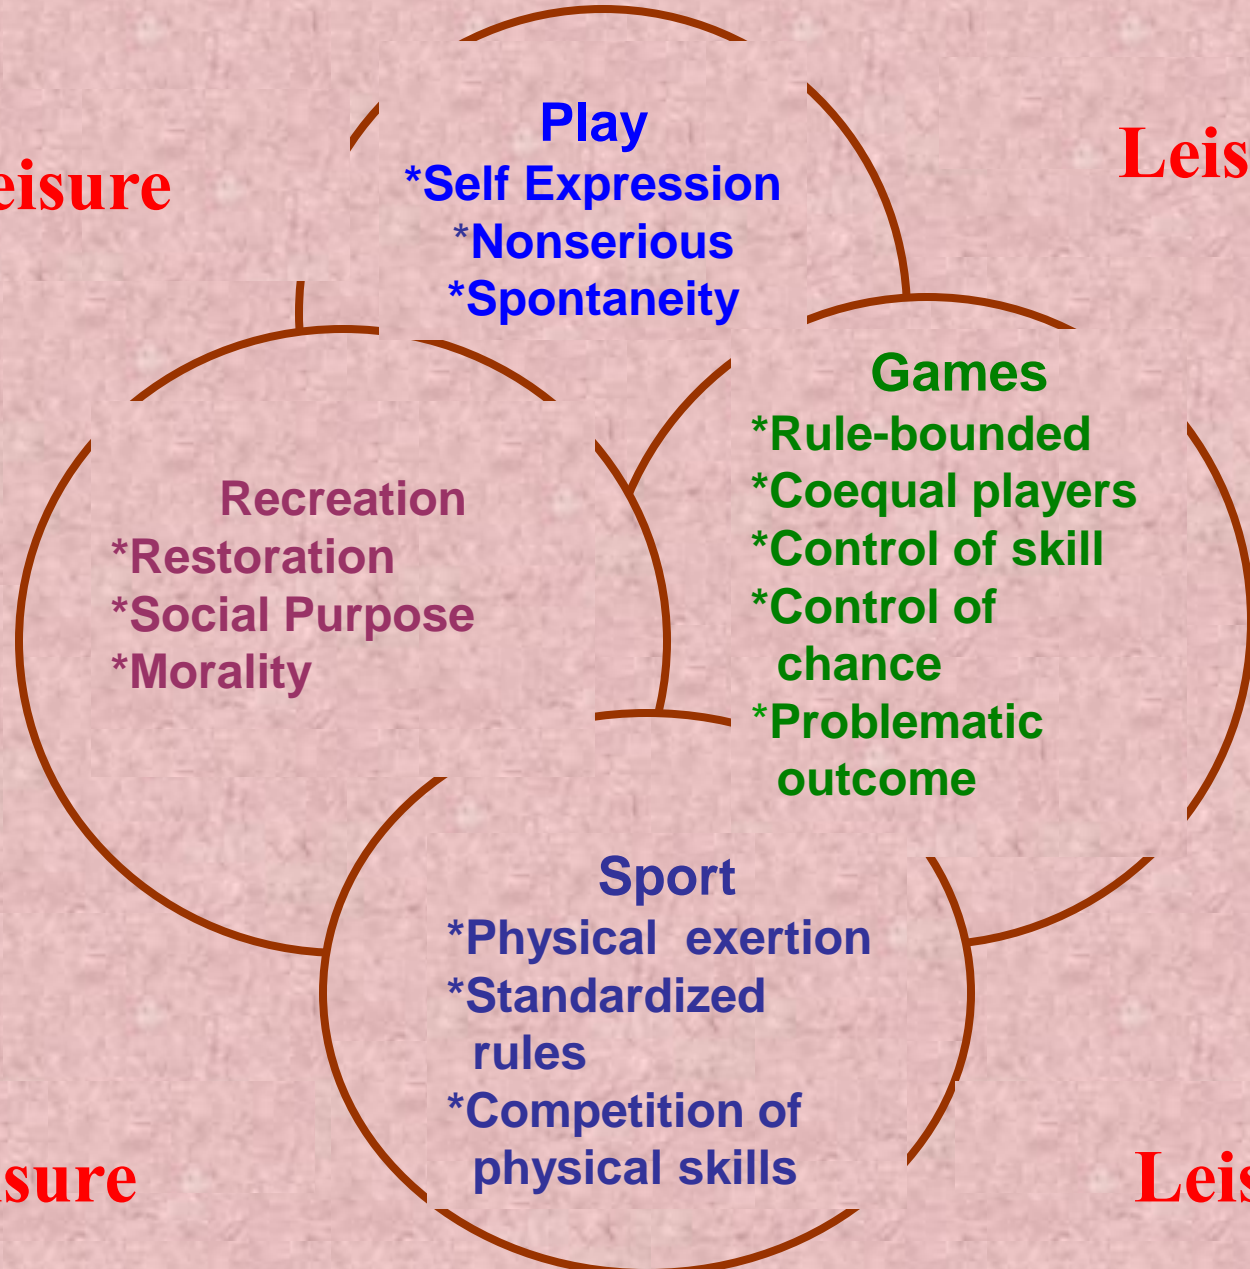 Play
*Self Expression
*Nonserious
*Spontaneity
eisure
Leis
Games
*Rule-bounded
*Coequal players
*Control of skill
*Control of
chance
*Problematic
outcome
Recreation
*Restoration
*Social Purpose
*Morality
Sport
*Physical exertion
*Standardized
rules
*Competition of
physical skills
isure
Leis